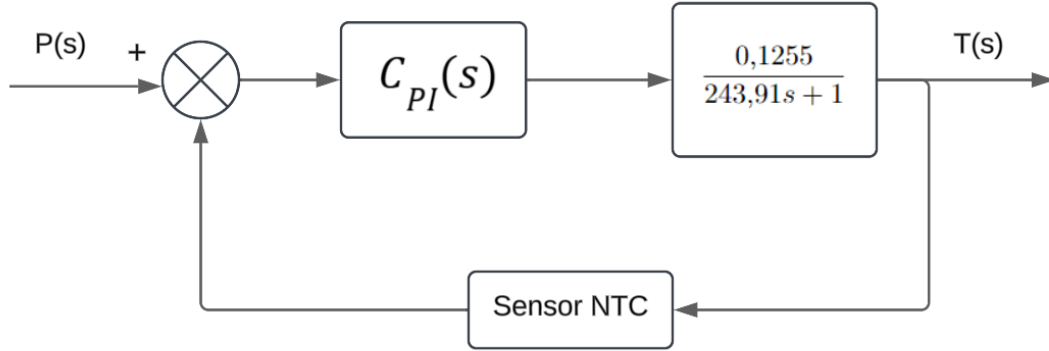 P(s)
+
C_PI(s)
0,1255
243,91s + 1
T(s)
Sensor NTC